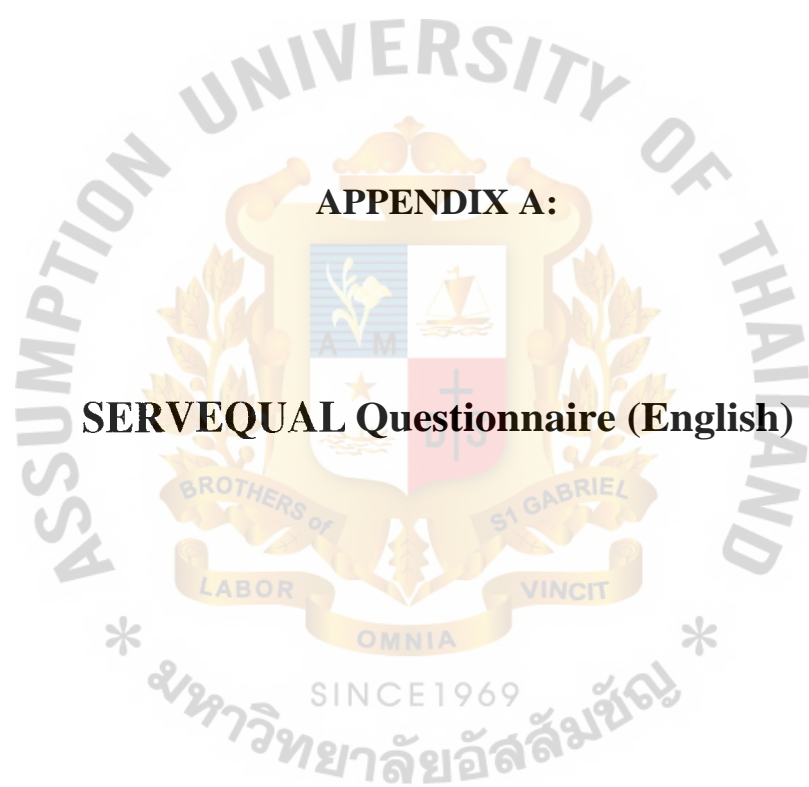 ASSUMPTION UNIVERSITY OF THAILAND
APPENDIX A:
A M
SERVEQUAL Questionnaire (English)
D S
BROTHERS of
S1 GABRIEL
LABOR
VINCIT
OMNIA
* SINCE1969 *
มหาวิทยาลัยอัสสัมชัญ